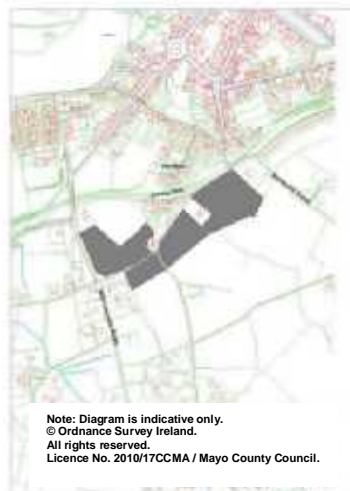 Note: Diagram is indicative only.
© Ordnance Survey Ireland.
All rights reserved.
Licence No. 2010/17CCMA / Mayo County Council.